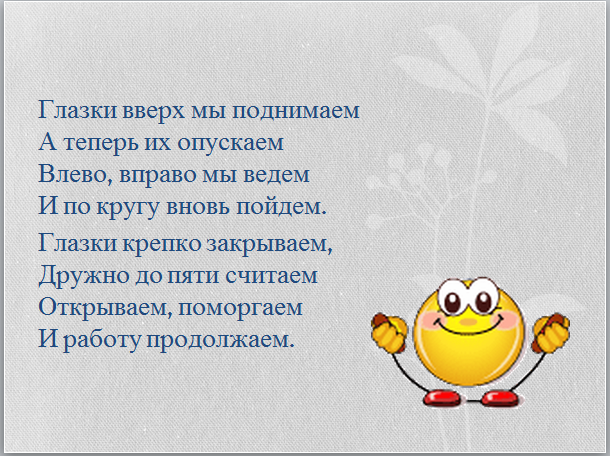 Глазки вверх мы поднимаем
А теперь их опускаем
Влево, вправо мы ведем
И по кругу вновь пойдем.
Глазки крепко закрываем,
Дружно до пяти считаем
Открываем, поморгаем
И работу продолжаем.